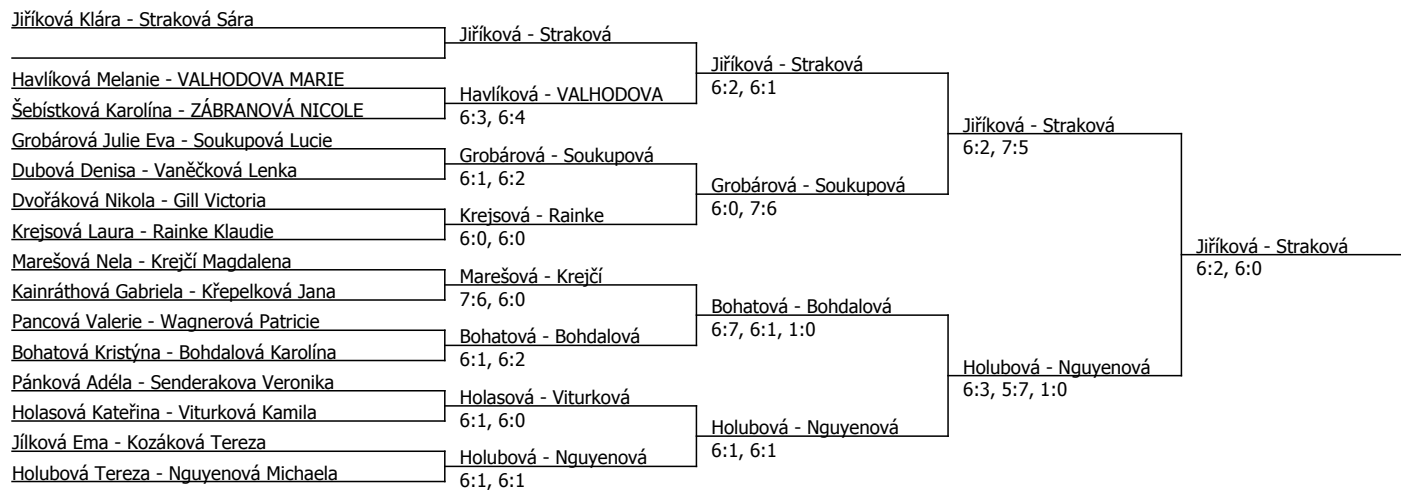 Jiříková Klára - Straková Sára
Havlíková Melanie - VALHODOVA MARIE
Šebístková Karolína - ZÁBRANOVÁ NICOLE
Grobárová Julie Eva - Soukupová Lucie
Dubová Denisa - Vaněčková Lenka
Dvořáková Nikola - Gill Victoria
Krejsová Laura - Rainke Klaudie
Marešová Nela - Krejčí Magdalena
Kainráthová Gabriela - Křepelková Jana
Pancová Valerie - Wagnerová Patricie
Bohatová Kristýna - Bohdalová Karolína
Pánková Adéla - Senderakova Veronika
Holasová Kateřina - Viturková Kamila
Jílková Ema - Kozáková Tereza
Holubová Tereza - Nguyenová Michaela
Jiříková - Straková
Havlíková - VALHODOVA
6:3, 6:4
Grobárová - Soukupová
6:1, 6:2
Krejsová - Rainke
6:0, 6:0
Marešová - Krejčí
7:6, 6:0
Bohatová - Bohdalová
6:1, 6:2
Holasová - Viturková
6:1, 6:0
Holubová - Nguyenová
6:1, 6:1
Jiříková - Straková
6:2, 6:1
Grobárová - Soukupová
6:0, 7:6
Bohatová - Bohdalová
6:7, 6:1, 1:0
Holubová - Nguyenová
6:1, 6:1
Jiříková - Straková
6:2, 7:5
Holubová - Nguyenová
6:3, 5:7, 1:0
Jiříková - Straková
6:2, 6:0